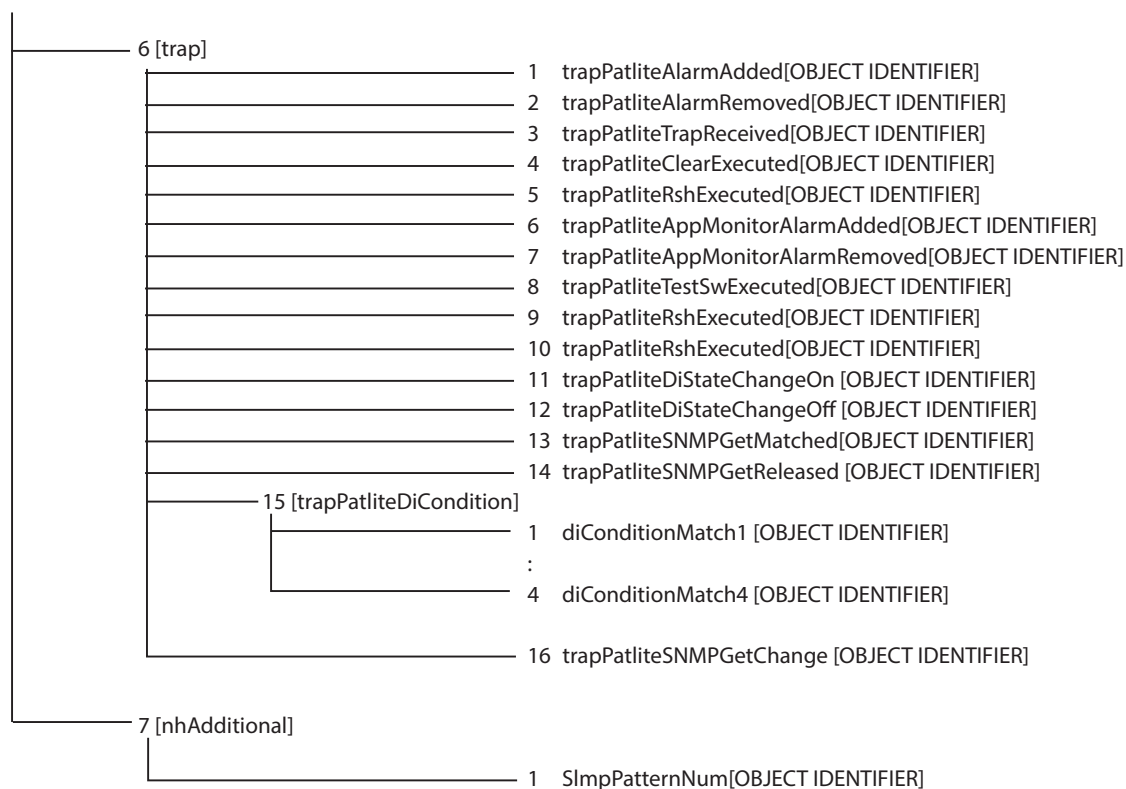 6 [trap]
1 trapPatliteAlarmAdded[OBJECT IDENTIFIER]
2 trapPatliteAlarmRemoved[OBJECT IDENTIFIER]
3 trapPatliteTrapReceived[OBJECT IDENTIFIER]
4 trapPatliteClearExecuted[OBJECT IDENTIFIER]
5 trapPatliteRshExecuted[OBJECT IDENTIFIER]
6 trapPatliteAppMonitorAlarmAdded[OBJECT IDENTIFIER]
7 trapPatliteAppMonitorAlarmRemoved[OBJECT IDENTIFIER]
8 trapPatliteTestSwExecuted[OBJECT IDENTIFIER]
9 trapPatliteRshExecuted[OBJECT IDENTIFIER]
10 trapPatliteRshExecuted[OBJECT IDENTIFIER]
11 trapPatliteDiStateChangeOn [OBJECT IDENTIFIER]
12 trapPatliteDiStateChangeOff [OBJECT IDENTIFIER]
13 trapPatliteSNMPGetMatched[OBJECT IDENTIFIER]
14 trapPatliteSNMPGetReleased [OBJECT IDENTIFIER]
15 [trapPatliteDiCondition]
1 diConditionMatch1 [OBJECT IDENTIFIER]
:
4 diConditionMatch4 [OBJECT IDENTIFIER]
16 trapPatliteSNMPGetChange [OBJECT IDENTIFIER]
7 [nhAdditional]
1 SlmpPatternNum[OBJECT IDENTIFIER]